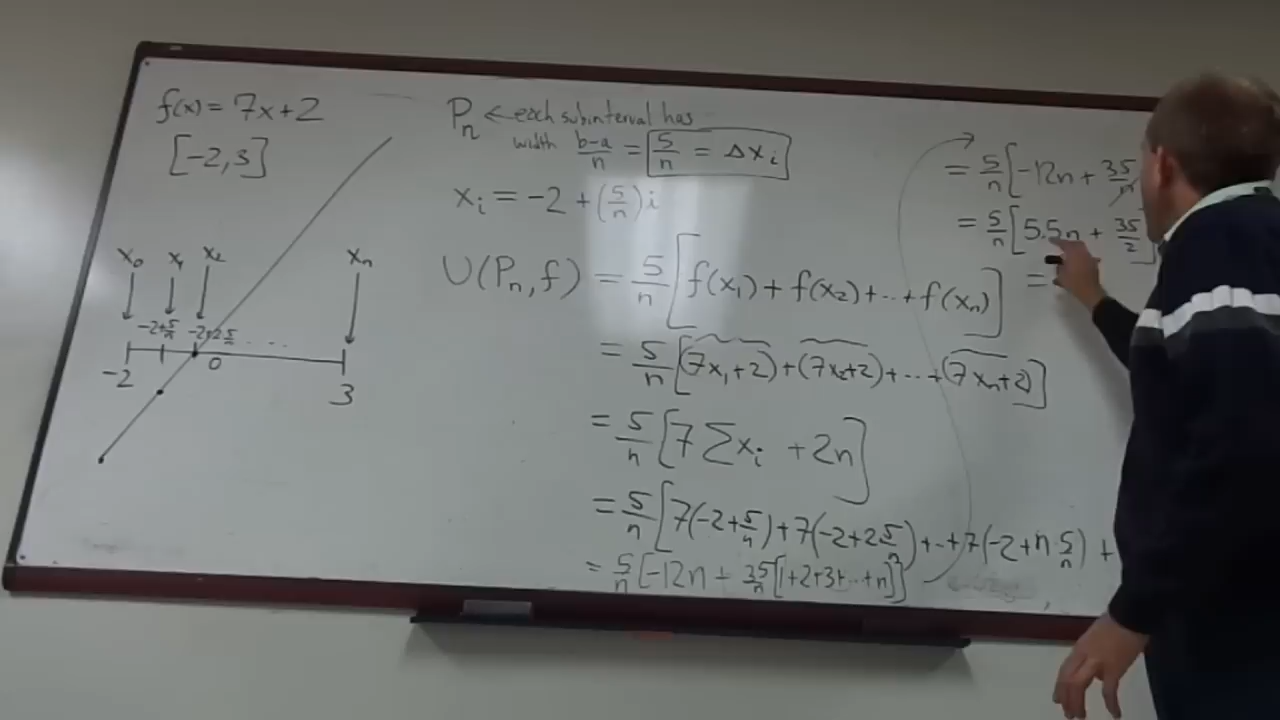 f(x) = 7x+2
[-2,3]
x₀ x₁ x₂ xₙ
-2+5/n -2+2 5/n ...
-2 0 3
Pₙ ← each subinterval has
width b-a/n = 5/n = Δxᵢ
xᵢ = -2 + (5/n)i
U(Pₙ,f) = 5/n [f(x₁) + f(x₂) + ... + f(xₙ)]
= 5/n [(7x₁+2) + (7x₂+2) + ... + (7xₙ+2)]
= 5/n [7 Σxᵢ + 2n]
= 5/n [7(-2+5/n) + 7(-2+2 5/n) + ... + 7(-2+n 5/n) +
= 5/n [-12n + 35/n [1+2+3+...+n]]
= 5/n [-12n + 35/n
= 5/n [5.5n + 35/2]
=